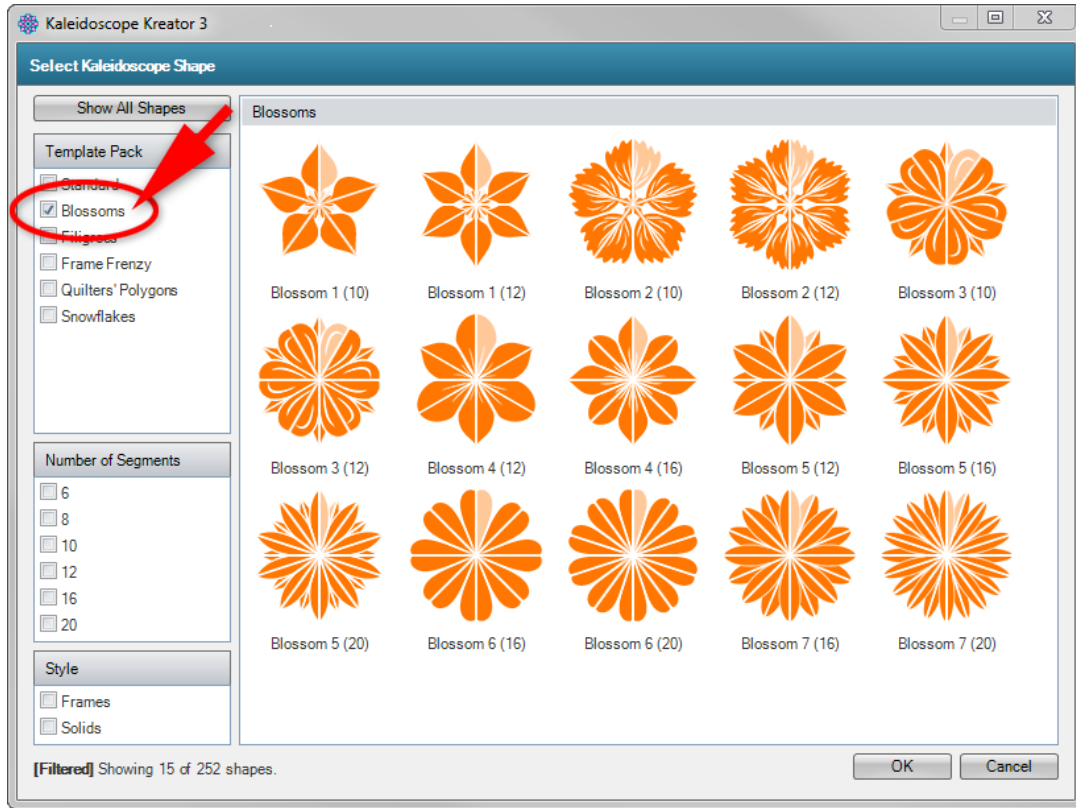 Kaleidoscope Kreator 3
Select Kaleidoscope Shape
Show All Shapes
Template Pack
Standard
Blossoms
Filigrees
Frame Frenzy
Quilters' Polygons
Snowflakes
Number of Segments
6
8
10
12
16
20
Style
Frames
Solids
Blossoms
Blossom 1 (10) Blossom 1 (12) Blossom 2 (10) Blossom 2 (12) Blossom 3 (10)
Blossom 3 (12) Blossom 4 (12) Blossom 4 (16) Blossom 5 (12) Blossom 5 (16)
Blossom 5 (20) Blossom 6 (16) Blossom 6 (20) Blossom 7 (16) Blossom 7 (20)
[Filtered] Showing 15 of 252 shapes.
OK Cancel